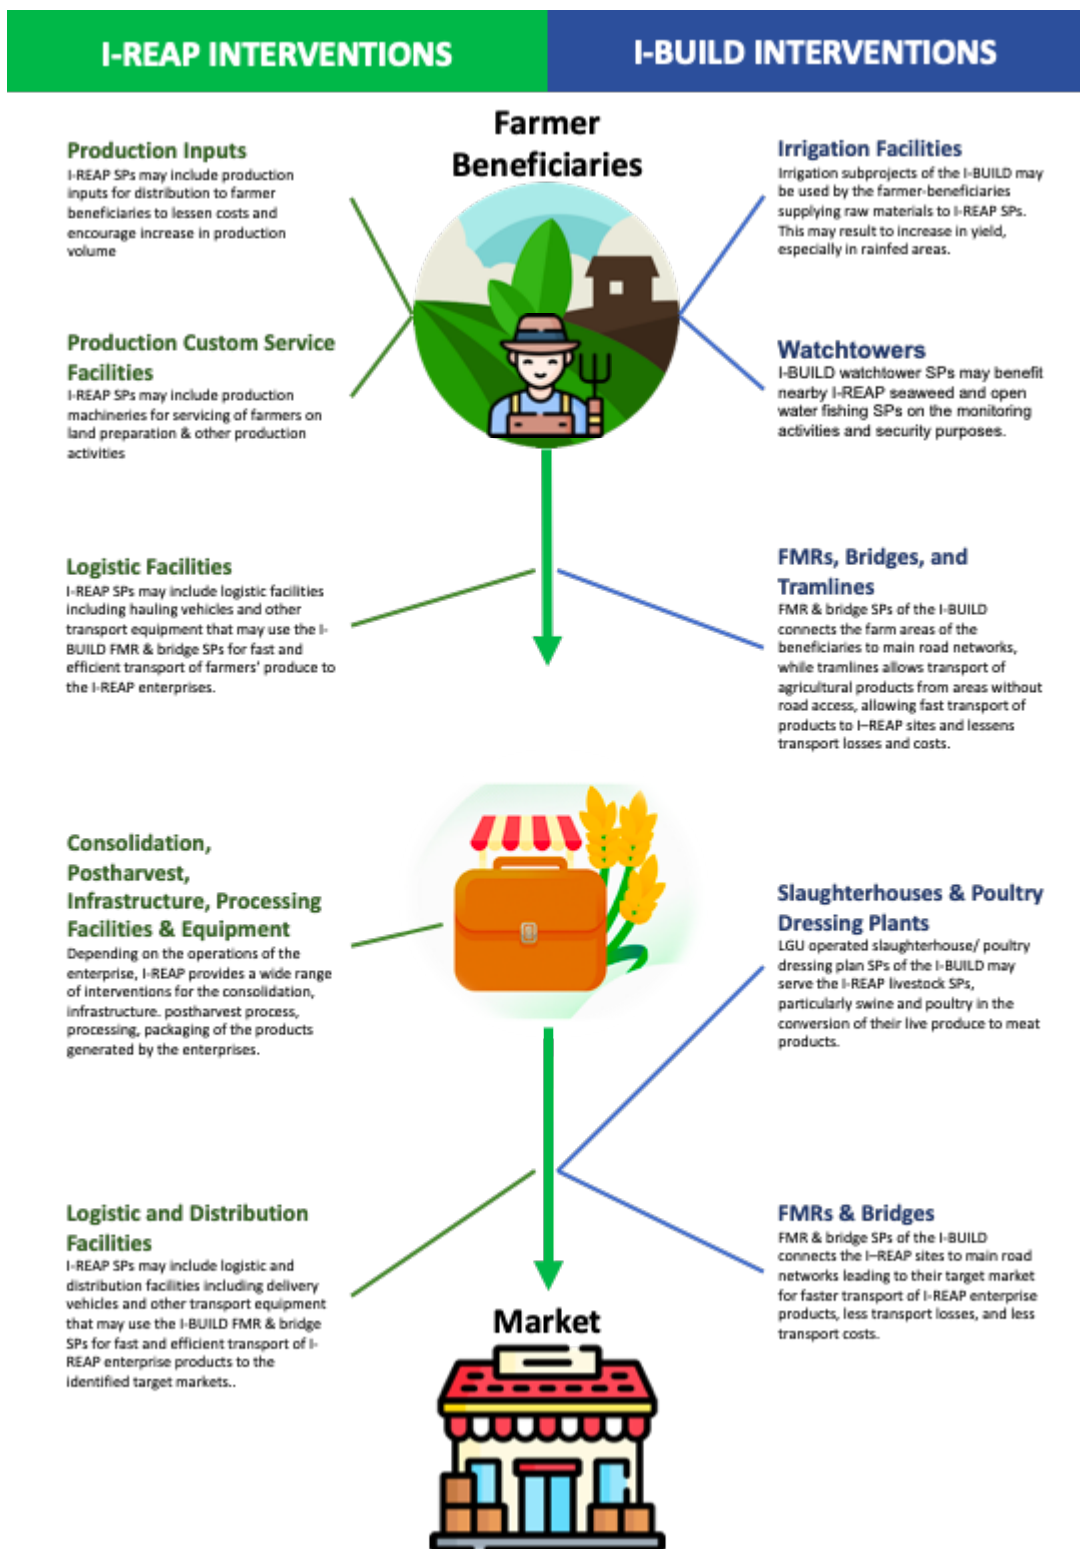 I-REAP INTERVENTIONS
I-BUILD INTERVENTIONS
Farmer
Beneficiaries
Production Inputs
I-REAP SPs may include production
inputs for distribution to farmer
beneficiaries to lessen costs and
encourage increase in production
volume
Irrigation Facilities
Irrigation subprojects of the I-BUILD may
be used by the farmer-beneficiaries
supplying raw materials to I-REAP SPs.
This may result to increase in yield,
especially in rainfed areas.
Production Custom Service
Facilities
I-REAP SPs may include production
machineries for servicing of farmers on
land preparation & other production
activities
Watchtowers
I-BUILD watchtower SPs may benefit
nearby I-REAP seaweed and open
water fishing SPs on the monitoring
activities and security purposes.
Logistic Facilities
I-REAP SPs may include logistic facilities
including hauling vehicles and other
transport equipment that may use the I-
BUILD FMR & bridge SPs for fast and
efficient transport of farmers' produce to
the I-REAP enterprises.
FMRs, Bridges, and
Tramlines
FMR & bridge SPs of the I-BUILD
connects the farm areas of the
beneficiaries to main road networks,
while tramlines allows transport of
agricultural products from areas without
road access, allowing fast transport of
products to I–REAP sites and lessens
transport losses and costs.
Consolidation,
Postharvest,
Infrastructure, Processing
Facilities & Equipment
Depending on the operations of the
enterprise, I-REAP provides a wide range
of interventions for the consolidation,
infrastructure. postharvest process,
processing, packaging of the products
generated by the enterprises.
Slaughterhouses & Poultry
Dressing Plants
LGU operated slaughterhouse/ poultry
dressing plan SPs of the I-BUILD may
serve the I-REAP livestock SPs,
particularly swine and poultry in the
conversion of their live produce to meat
products.
Logistic and Distribution
Facilities
I-REAP SPs may include logistic and
distribution facilities including delivery
vehicles and other transport equipment
that may use the I-BUILD FMR & bridge
SPs for fast and efficient transport of I-
REAP enterprise products to the
identified target markets..
FMRs & Bridges
FMR & bridge SPs of the I-BUILD
connects the I–REAP sites to main road
networks leading to their target market
for faster transport of I-REAP enterprise
products, less transport losses, and less
transport costs.
Market